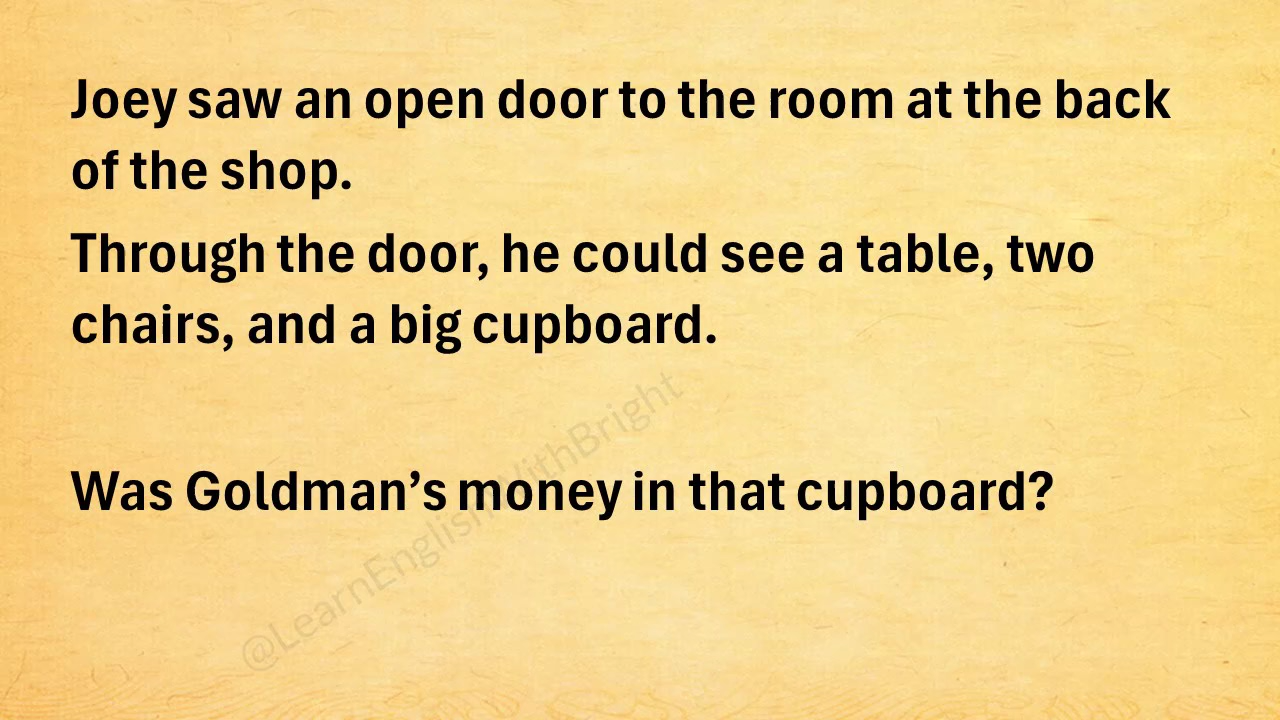 Joey saw an open door to the room at the back
of the shop.
Through the door, he could see a table, two
chairs, and a big cupboard.
Was Goldman’s money in that cupboard?
@LearnEnglishWithBright